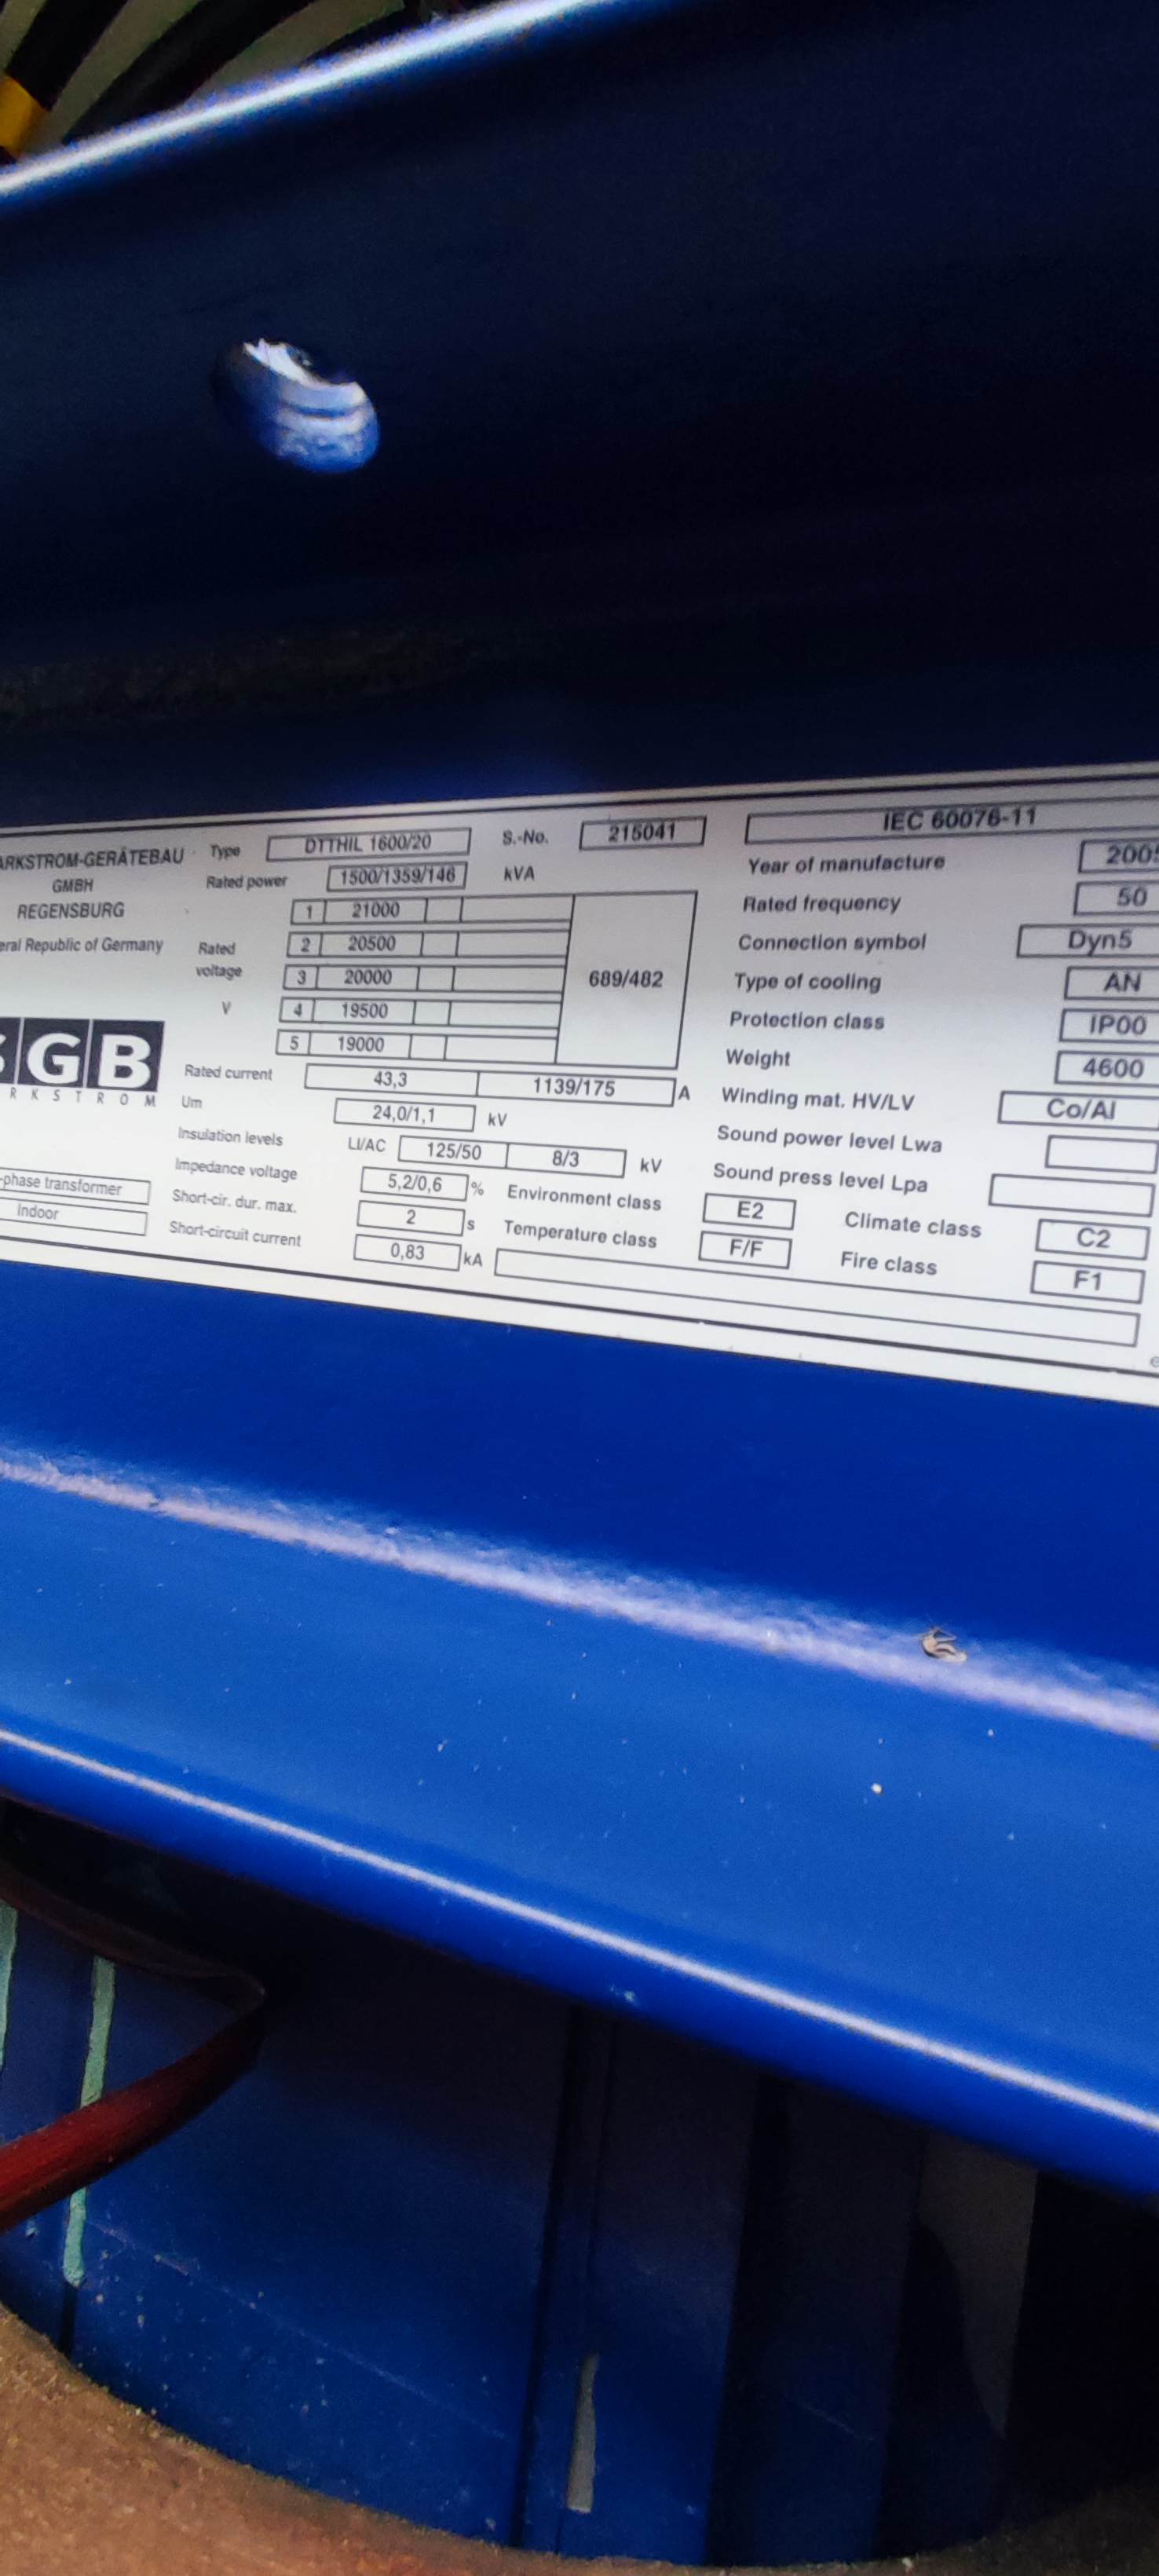 ARKSTROM-GERÄTEBAU
GMBH
REGENSBURG
eral Republic of Germany
SGB
R K S T R O M
-phase transformer
Indoor
Type DTTHIL 1600/20 S.-No. 215041
Rated power 1500/1359/146 kVA
Rated voltage V
1 21000
2 20500
3 20000
4 19500
5 19000
689/482
Rated current 43,3 1139/175 A
Um 24,0/1,1 kV
Insulation levels LI/AC 125/50 8/3 kV
Impedance voltage 5,2/0,6 %
Short-cir. dur. max. 2 s
Short-circuit current 0,83 kA
Environment class E2
Temperature class F/F
IEC 60076-11
Year of manufacture 2005
Rated frequency 50
Connection symbol Dyn5
Type of cooling AN
Protection class IP00
Weight 4600
Winding mat. HV/LV Co/Al
Sound power level Lwa
Sound press level Lpa
Climate class C2
Fire class F1